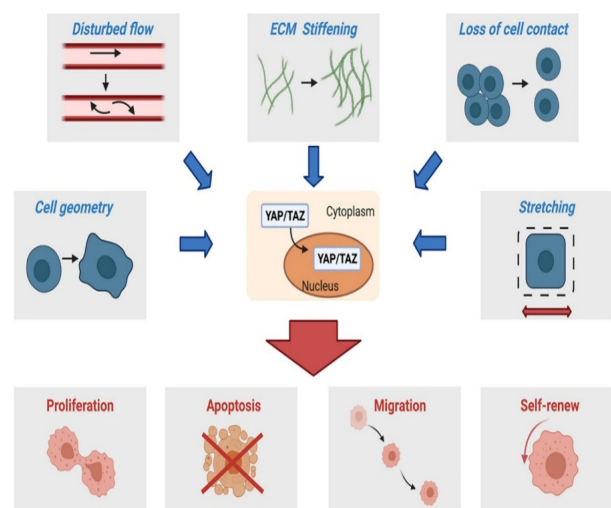 Disturbed flow
ECM Stiffening
Loss of cell contact
Cell geometry
YAP/TAZ
Cytoplasm
YAP/TAZ
Nucleus
Stretching
Proliferation
Apoptosis
Migration
Self-renew